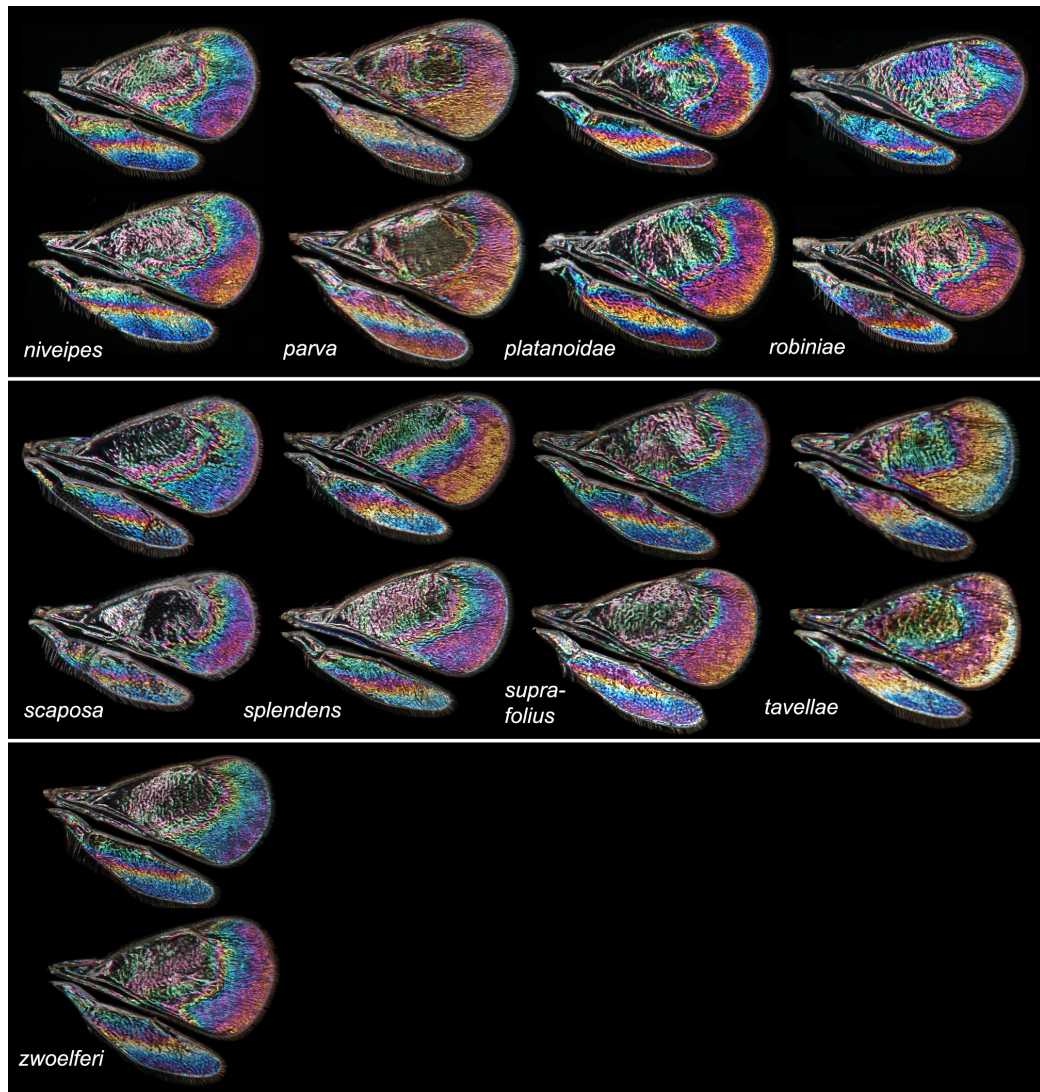 niveipes
parva
platanoidae
robiniae
scaposa
splendens
supra-
folius
tavellae
zwoelferi